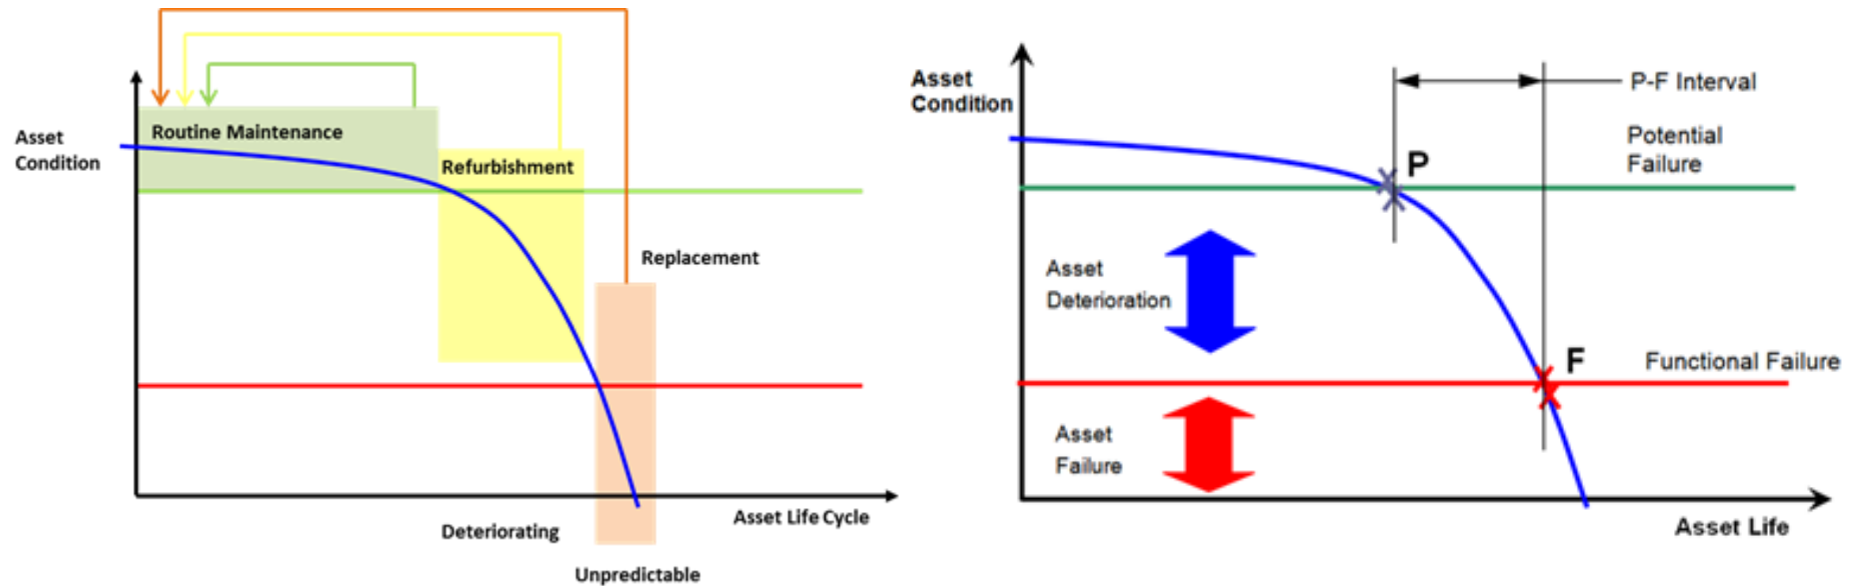 Asset
Condition
Routine Maintenance
Refurbishment
Replacement
Asset Life Cycle
Deteriorating
Unpredictable
Asset
Condition
P-F Interval
Potential
Failure
P
Asset
Deterioration
F
Functional Failure
Asset
Failure
Asset Life